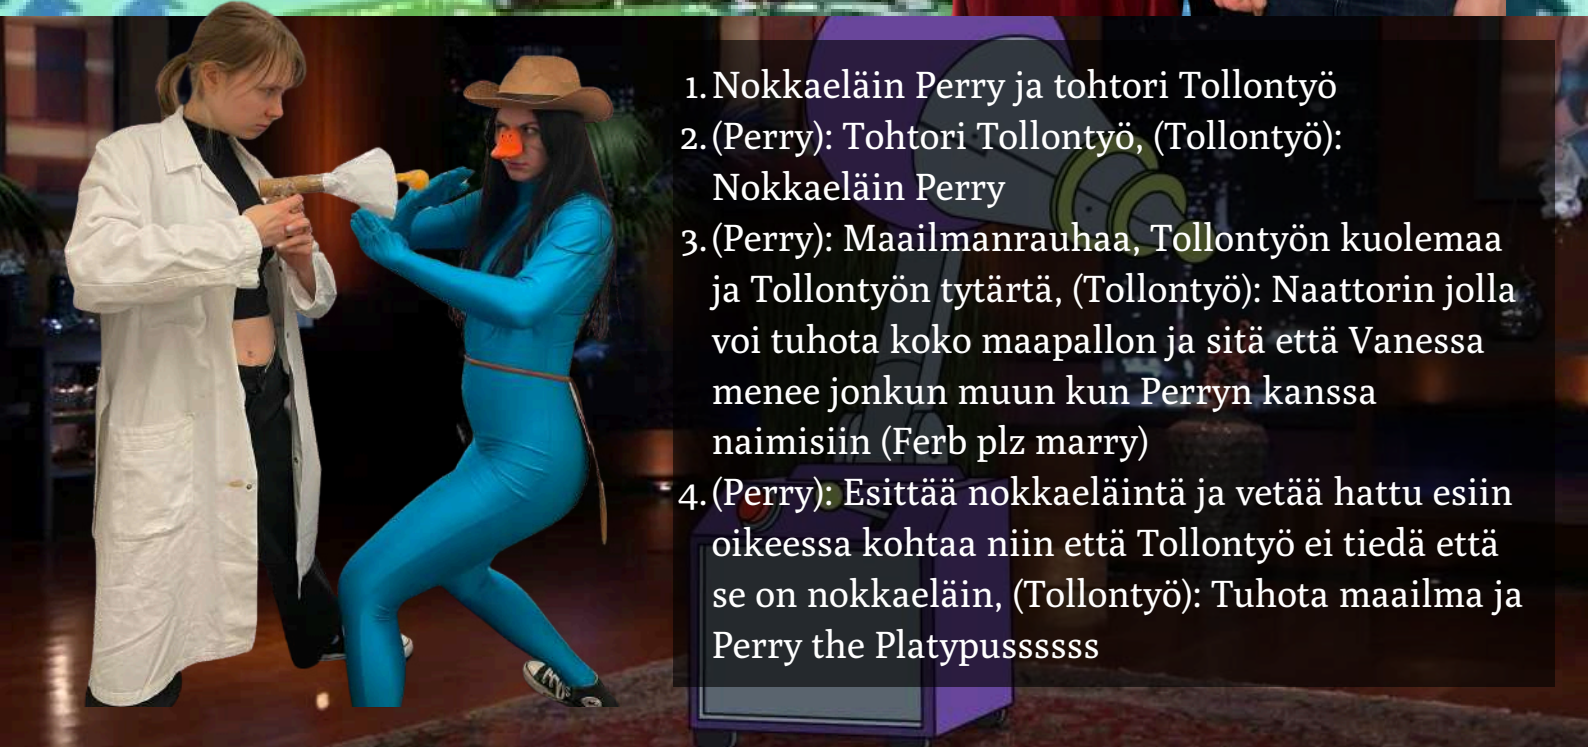 1. Nokkaeläin Perry ja tohtori Tollontyö
2. (Perry): Tohtori Tollontyö, (Tollontyö):
Nokkaeläin Perry
3. (Perry): Maailmanrauhaa, Tollontyön kuolemaa
ja Tollontyön tytärtä, (Tollontyö): Naattorin jolla
voi tuhota koko maapallon ja sitä että Vanessa
menee jonkun muun kun Perryn kanssa
naimisiin (Ferb plz marry)
4. (Perry): Esittää nokkaeläintä ja vetää hattu esiin
oikeessa kohtaa niin että Tollontyö ei tiedä että
se on nokkaeläin, (Tollontyö): Tuhota maailma ja
Perry the Platypussssss